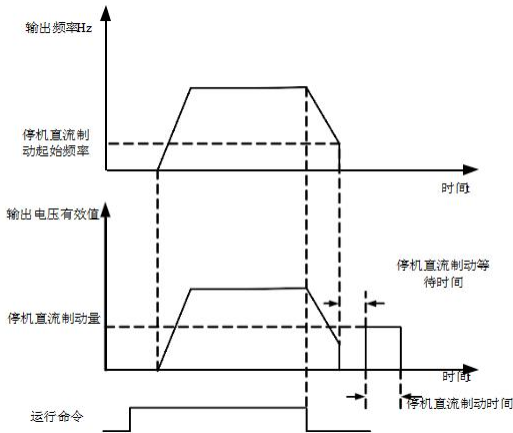 输出频率Hz
停机直流制
动起始频率
时间t
输出电压有效值
停机直流制动等
待时间
停机直流制动量
时间t
停机直流制动时间
运行命令